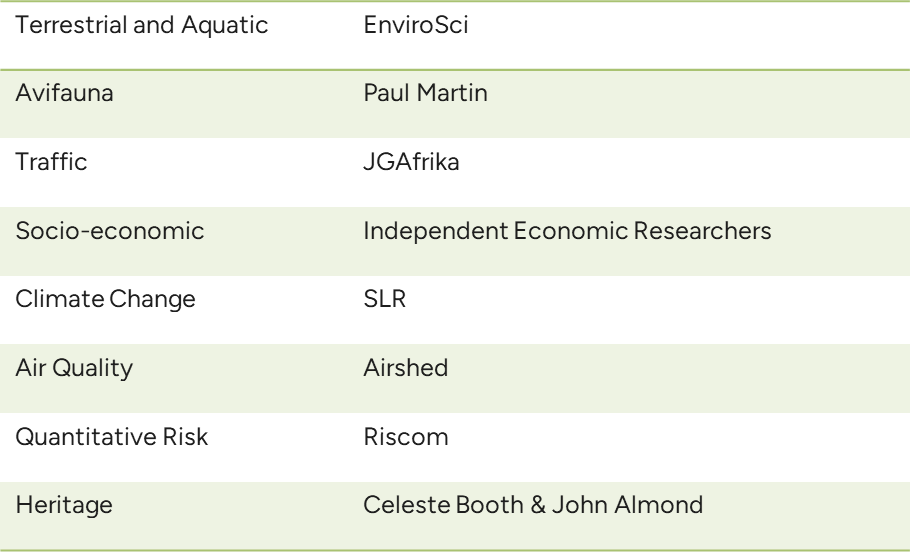 Terrestrial and Aquatic EnviroSci
Avifauna Paul Martin
Traffic JGAfrika
Socio-economic Independent Economic Researchers
Climate Change SLR
Air Quality Airshed
Quantitative Risk Riscom
Heritage Celeste Booth & John Almond